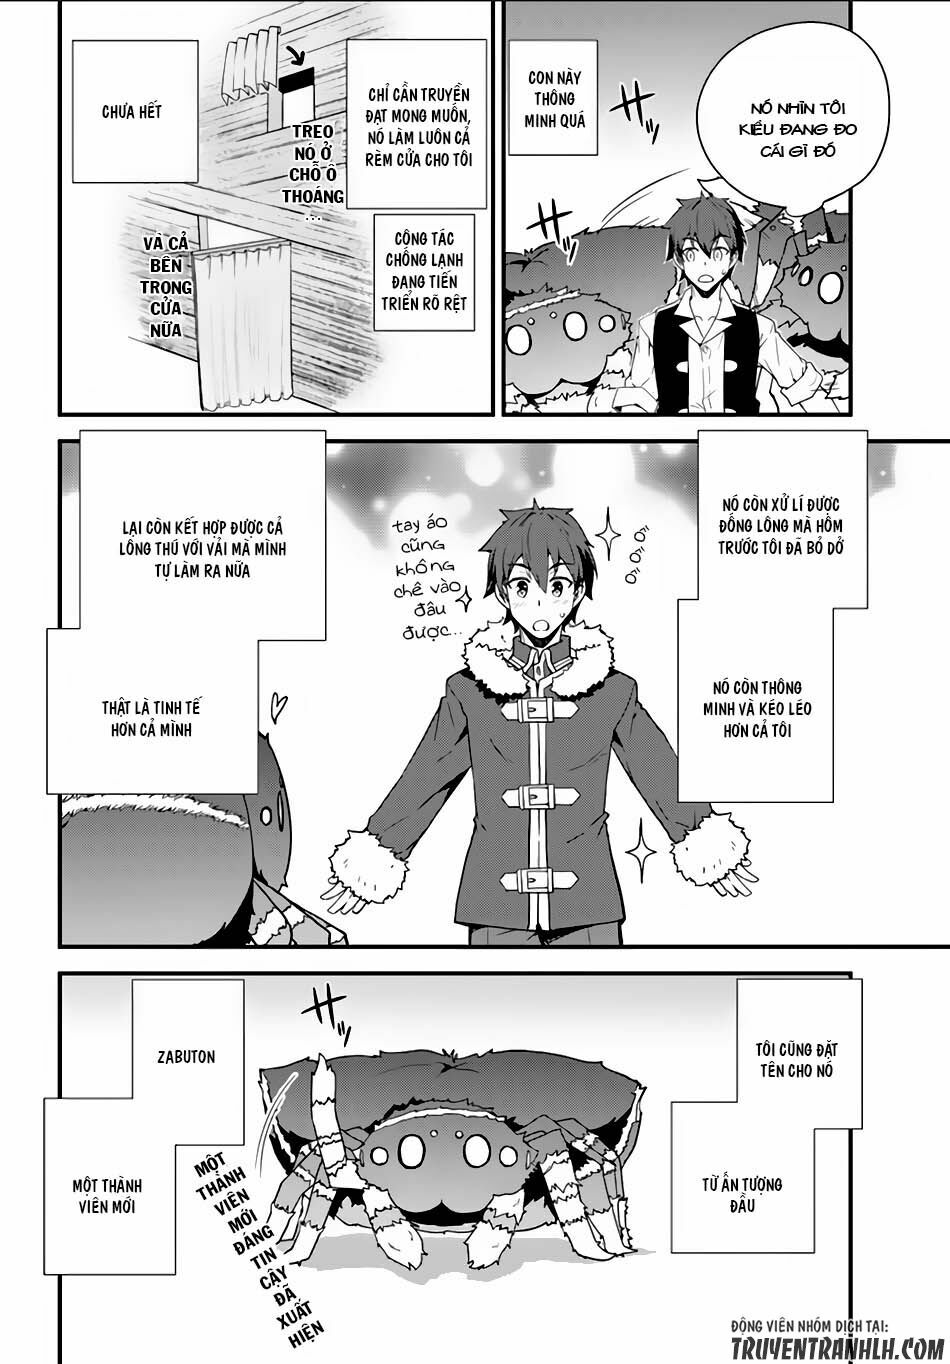 NÓ NHÌN TÔI
KIỂU ĐANG ĐO
CÁI GÌ ĐÓ
CON NÀY
THÔNG
MINH QUÁ
CHỈ CẦN TRUYỀN
ĐẠT MONG MUỐN,
NÓ LÀM LUÔN CẢ
RÈM CỬA CHO TÔI
TREO
NÓ Ở
CHỖ Ô
THOÁNG
...
CÔNG TÁC
CHỐNG LẠNH
ĐANG TIẾN
TRIỂN RÕ RỆT
CHƯA HẾT
VÀ CẢ
BÊN
TRONG
CỬA
NỮA
NÓ CÒN XỬ LÍ ĐƯỢC
ĐỐNG LÔNG MÀ HÔM
TRƯỚC TÔI ĐÃ BỎ DỞ
NÓ CÒN THÔNG
MINH VÀ KÉO LÉO
HƠN CẢ TÔI
tay áo
cũng
không
chê vào
đâu
được...
LẠI CÒN KẾT HỢP ĐƯỢC CẢ
LÔNG THÚ VỚI VẢI MÀ MÌNH
TỰ LÀM RA NỮA
THẬT LÀ TINH TẾ
HƠN CẢ MÌNH
TÔI CŨNG ĐẶT
TÊN CHO NÓ
TỪ ẤN TƯỢNG
ĐẦU
ZABUTON
MỘT THÀNH
VIÊN MỚI
MỘT
THÀNH
VIÊN
MỚI
ĐÁNG
TIN
CẬY
ĐÃ
XUẤT
HIỆN
ĐỘNG VIÊN NHÓM DỊCH TẠI:
TRUYENTRANHLH.COM